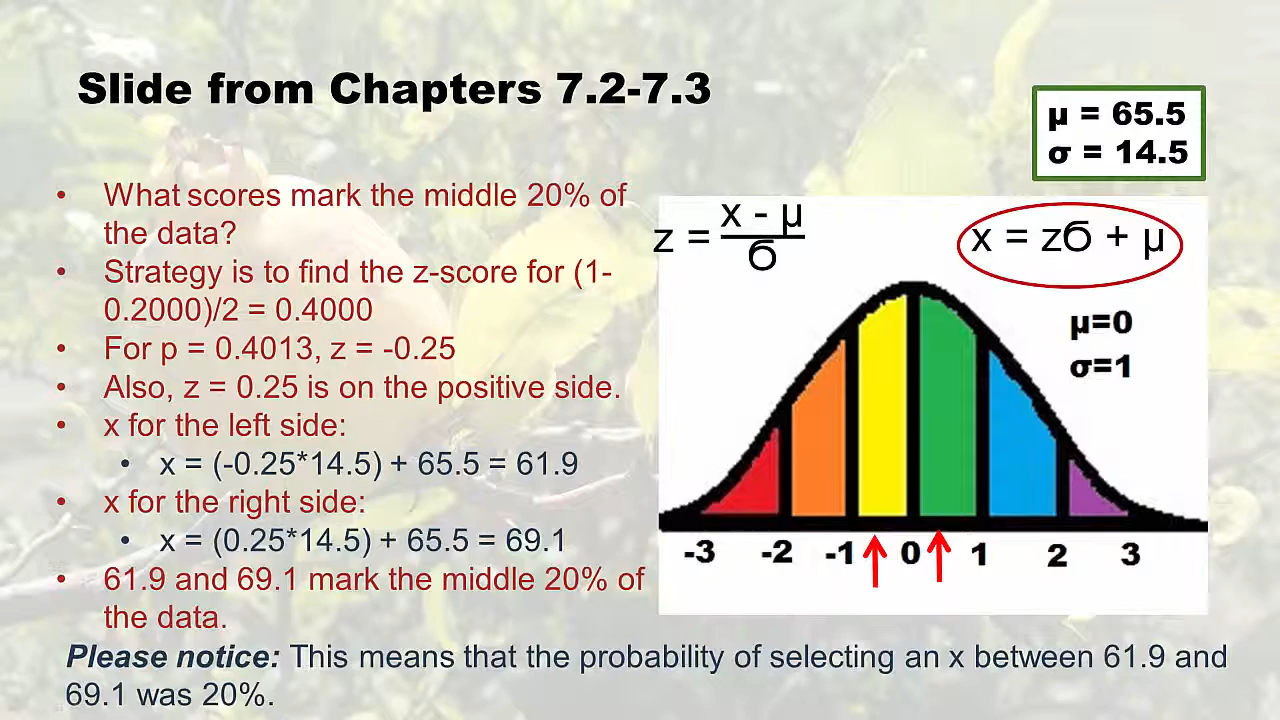 Slide from Chapters 7.2-7.3
μ = 65.5
σ = 14.5
• What scores mark the middle 20% of
the data?
• Strategy is to find the z-score for (1-
0.2000)/2 = 0.4000
• For p = 0.4013, z = -0.25
• Also, z = 0.25 is on the positive side.
• x for the left side:
• x = (-0.25*14.5) + 65.5 = 61.9
• x for the right side:
• x = (0.25*14.5) + 65.5 = 69.1
• 61.9 and 69.1 mark the middle 20% of
the data.
z = x - μ
б
x = zб + μ
μ=0
σ=1
-3 -2 -1 0 1 2 3
Please notice: This means that the probability of selecting an x between 61.9 and
69.1 was 20%.